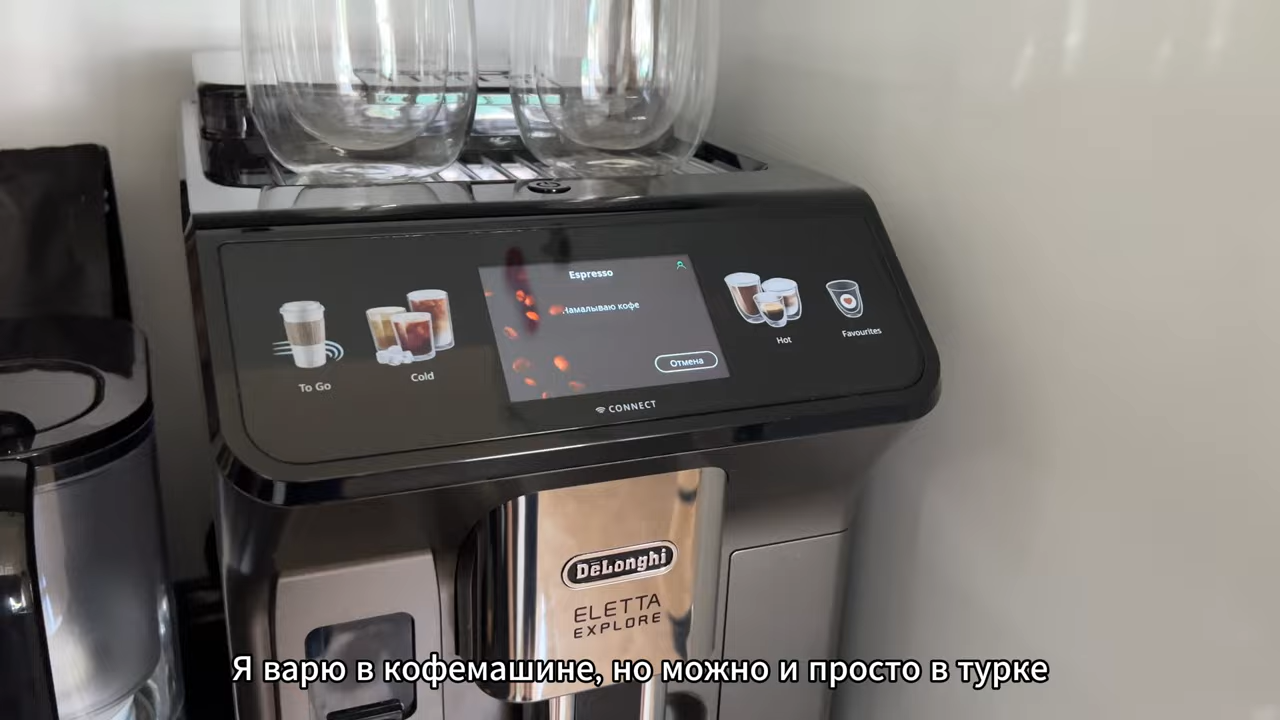 Espresso
Намалываю кофе
Отмена
To Go
Cold
Hot
Favourites
CONNECT
DeLonghi
ELETTA
EXPLORE
Я варю в кофемашине, но можно и просто в турке